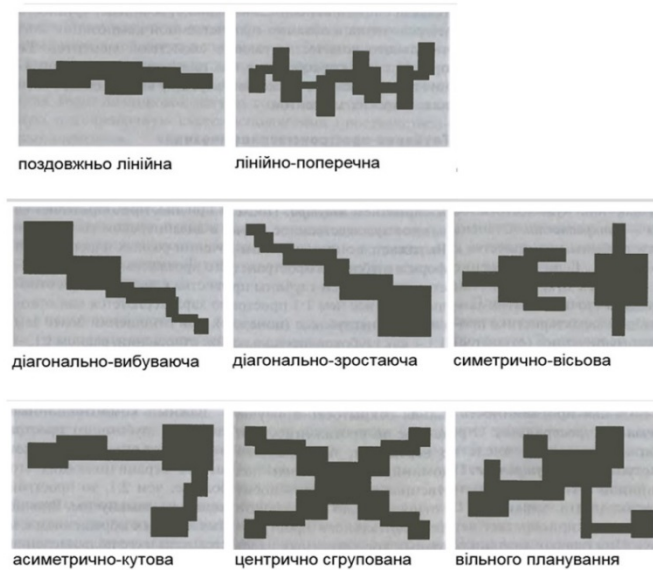 поздовжньо лінійна
лінійно-поперечна
діагонально-вибуваюча
діагонально-зростаюча
симетрично-вісьова
асиметрично-кутова
центрично сгрупована
вільного планування